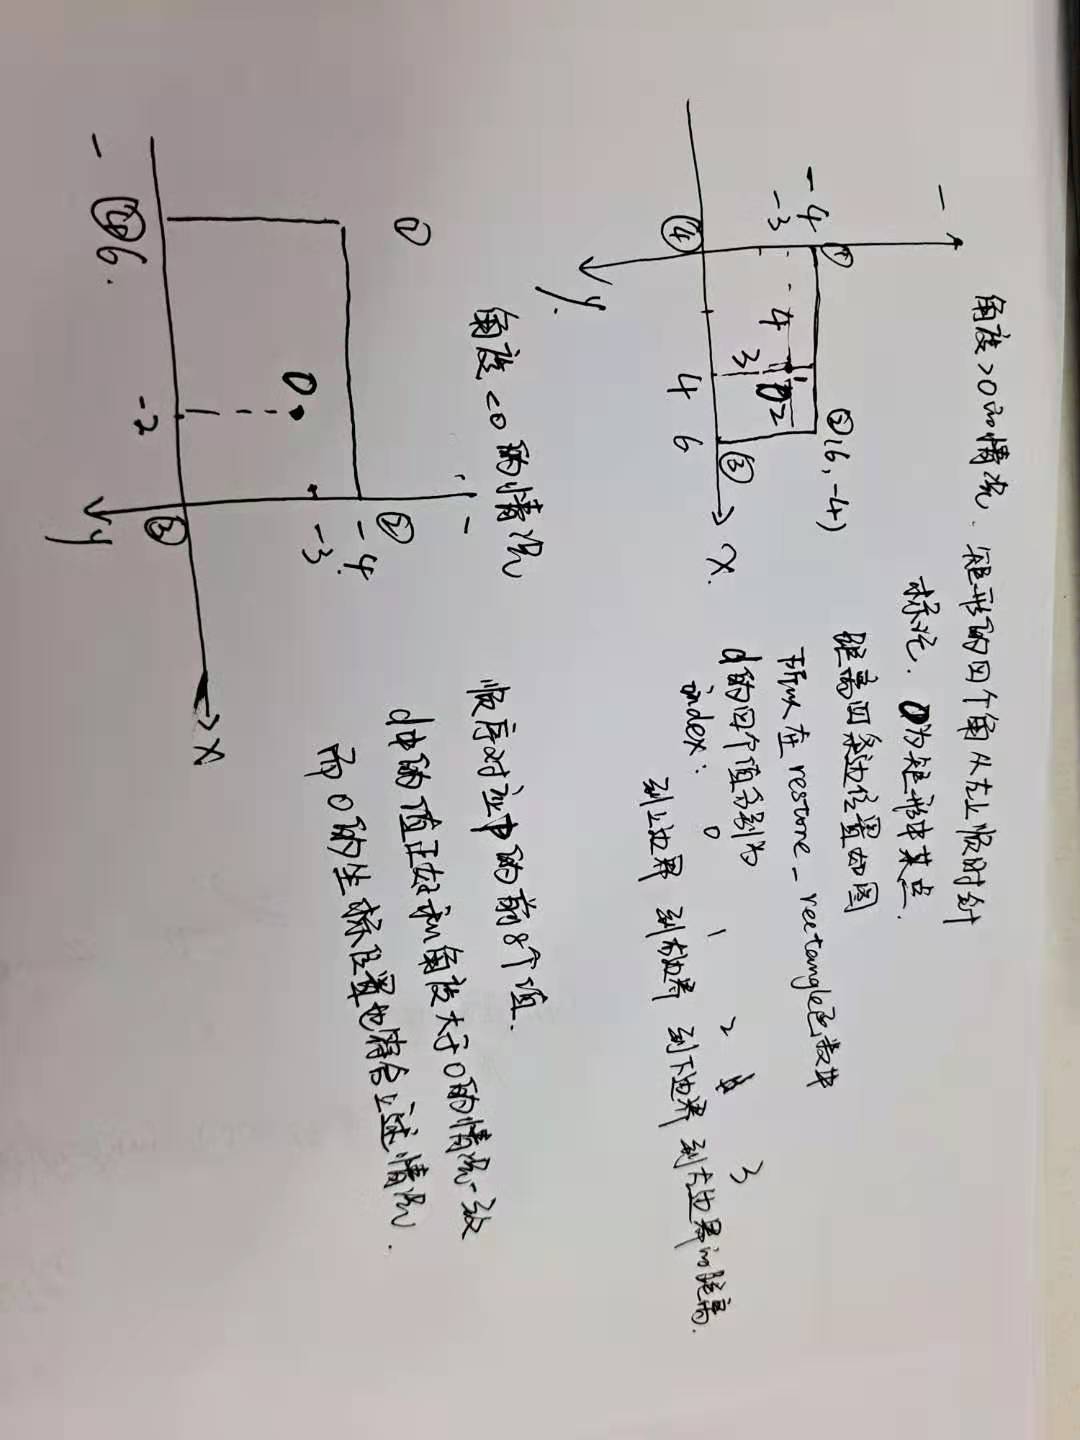 角度>0的情况. 矩形的四个角从左上顺时针
标记. O为矩形中某点.
距离四条边位置如图
所以在 restore_rectangle函数中
d的四个值分别为
index: 0 1 2 3
到上边界 到右边界 到下边界 到左边界的距离.
-
-4
-3
①
②(6,-4)
4
1
3
O
2
④
4
6
③
x.
y.
角度<0的情况
顺序对应中的前8个值.
d中的值正好和角度大于0的情况一致
而O的坐标位置也符合上述情况.
①
-
②
-4
-3.
O
-
-6.
-2
③
y
x